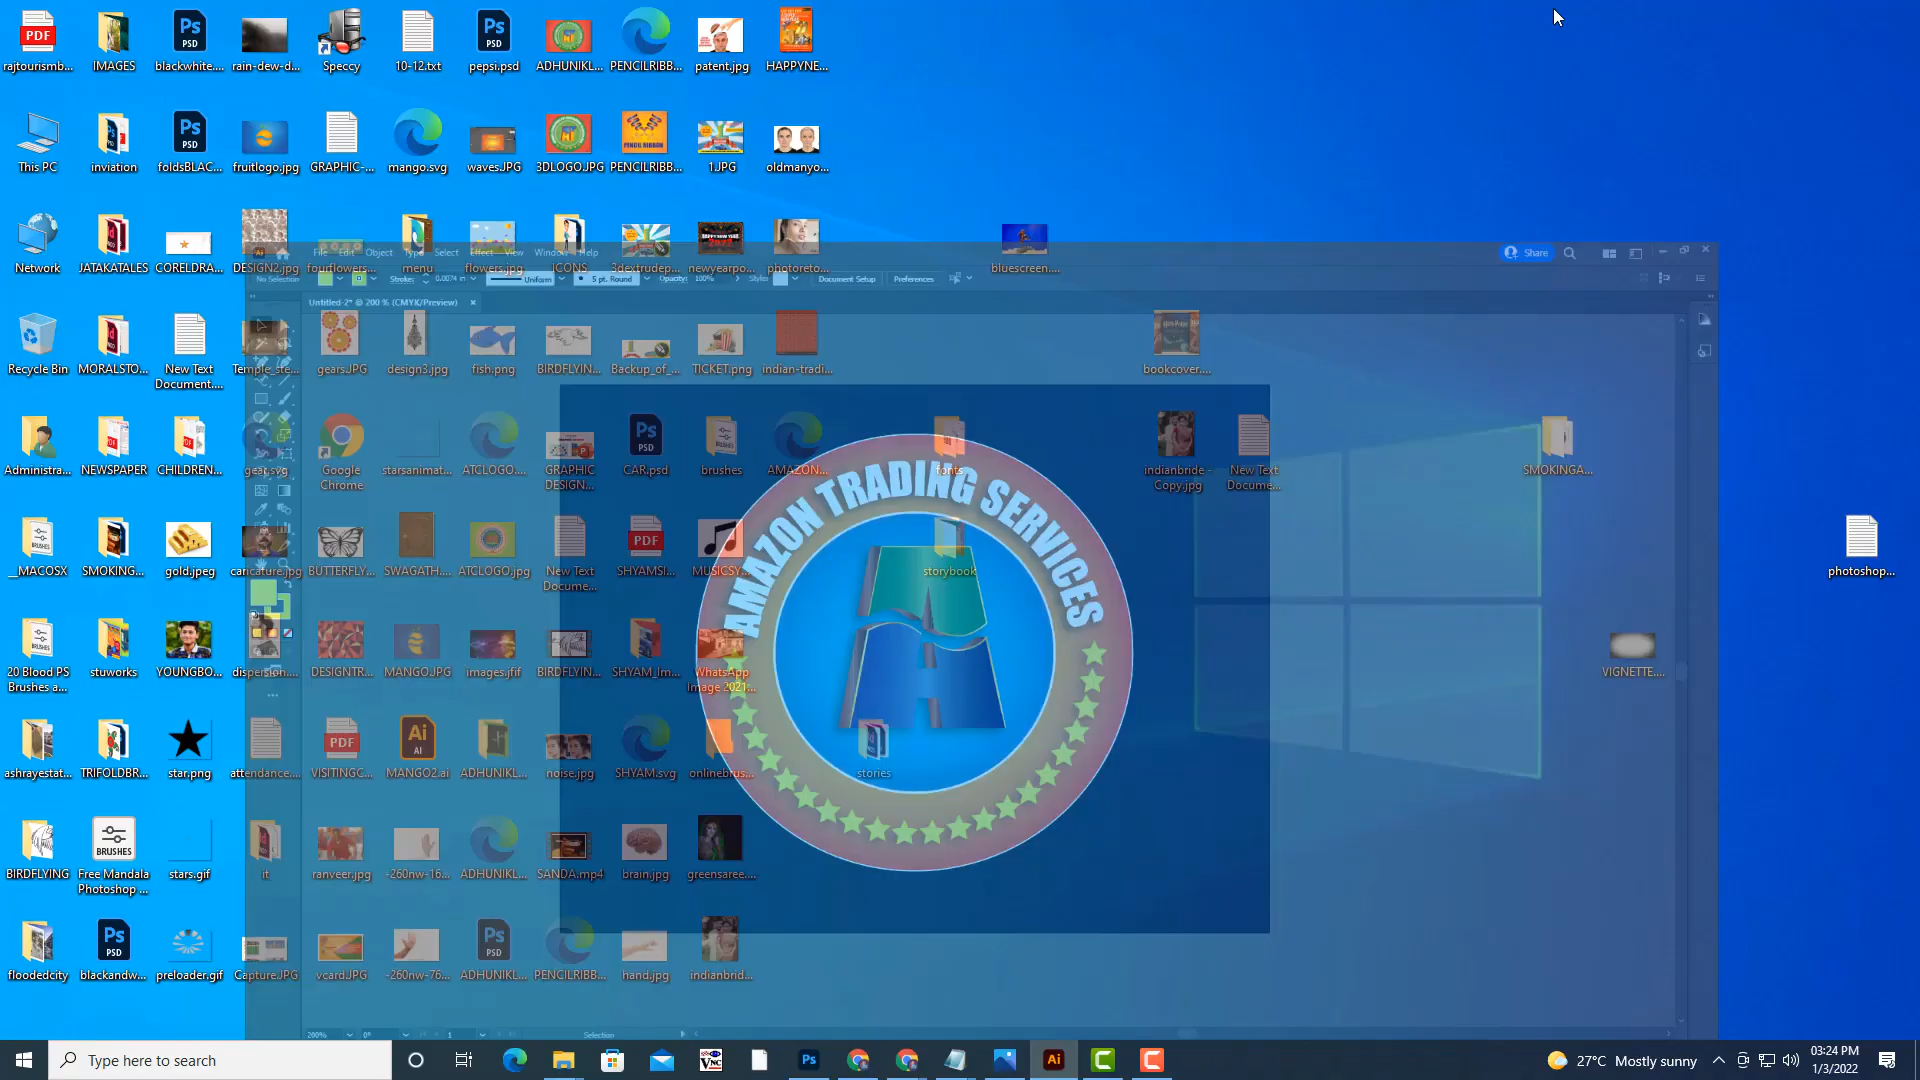 rajtourismb...
IMAGES
blackwhite....
rain-dew-d...
Speccy
10-12.txt
pepsi.psd
ADHUNIKL...
PENCILRIBB...
patent.jpg
HAPPYNE...
This PC
inviation
foldsBLAC...
fruitlogo.jpg
GRAPHIC-...
mango.svg
waves.JPG
3DLOGO.JPG
PENCILRIBB...
1.JPG
oldmanyo...
Network
JATAKATALES
CORELDRA...
DESIGN2.jpg
fourflowers...
menu
flowers.jpg
ICONS
3dextrudep...
newyearpo...
photoreto...
bluescreen....
File Edit Object Type Select Effect View Window Help
Share
No Selection
Stroke: 0.0074 in
Uniform
5 pt. Round
Opacity: 100%
Style:
Document Setup
Preferences
Untitled-2* @ 200 % (CMYK/Preview)
Recycle Bin
MORALSTO...
New Text
Document....
Temple_ste...
gears.JPG
design3.jpg
fish.png
BIRDFLYIN...
Backup_of_...
TICKET.png
indian-tradi...
bookcover....
Administra...
NEWSPAPER
CHILDREN...
gear.svg
Google
Chrome
starsanimat...
ATCLOGO....
GRAPHIC
DESIGN...
CAR.psd
brushes
AMAZON...
fonts
indianbride -
Copy.jpg
New Text
Docume...
SMOKINGA...
__MACOSX
SMOKING...
gold.jpeg
caricature.jpg
BUTTERFLY...
SWAGATH....
ATCLOGO.jpg
New Text
Docume...
SHYAMSI...
MUSICSY...
storybook
photoshop...
AMAZON TRADING SERVICES
20 Blood PS
Brushes a...
stuworks
YOUNGBO...
dispersion....
DESIGNTR...
MANGO.JPG
images.jfif
BIRDFLYIN...
SHYAM_Im...
WhatsApp
Image 2021...
VIGNETTE....
ashrayestat...
TRIFOLDBR...
star.png
attendance....
VISITINGC...
MANGO2.ai
ADHUNIKL...
noise.jpg
SHYAM.svg
onlinebrus...
stories
BIRDFLYING
Free Mandala
Photoshop ...
stars.gif
it
ranveer.jpg
-260nw-16...
ADHUNIKL...
SANDA.mp4
brain.jpg
greensaree....
floodedcity
blackandw...
preloader.gif
Capture.JPG
vcard.JPG
-260nw-76...
ADHUNIKL...
PENCILRIBB...
hand.jpg
indianbrid...
200%
0°
1
Selection
Type here to search
27°C Mostly sunny
03:24 PM
1/3/2022